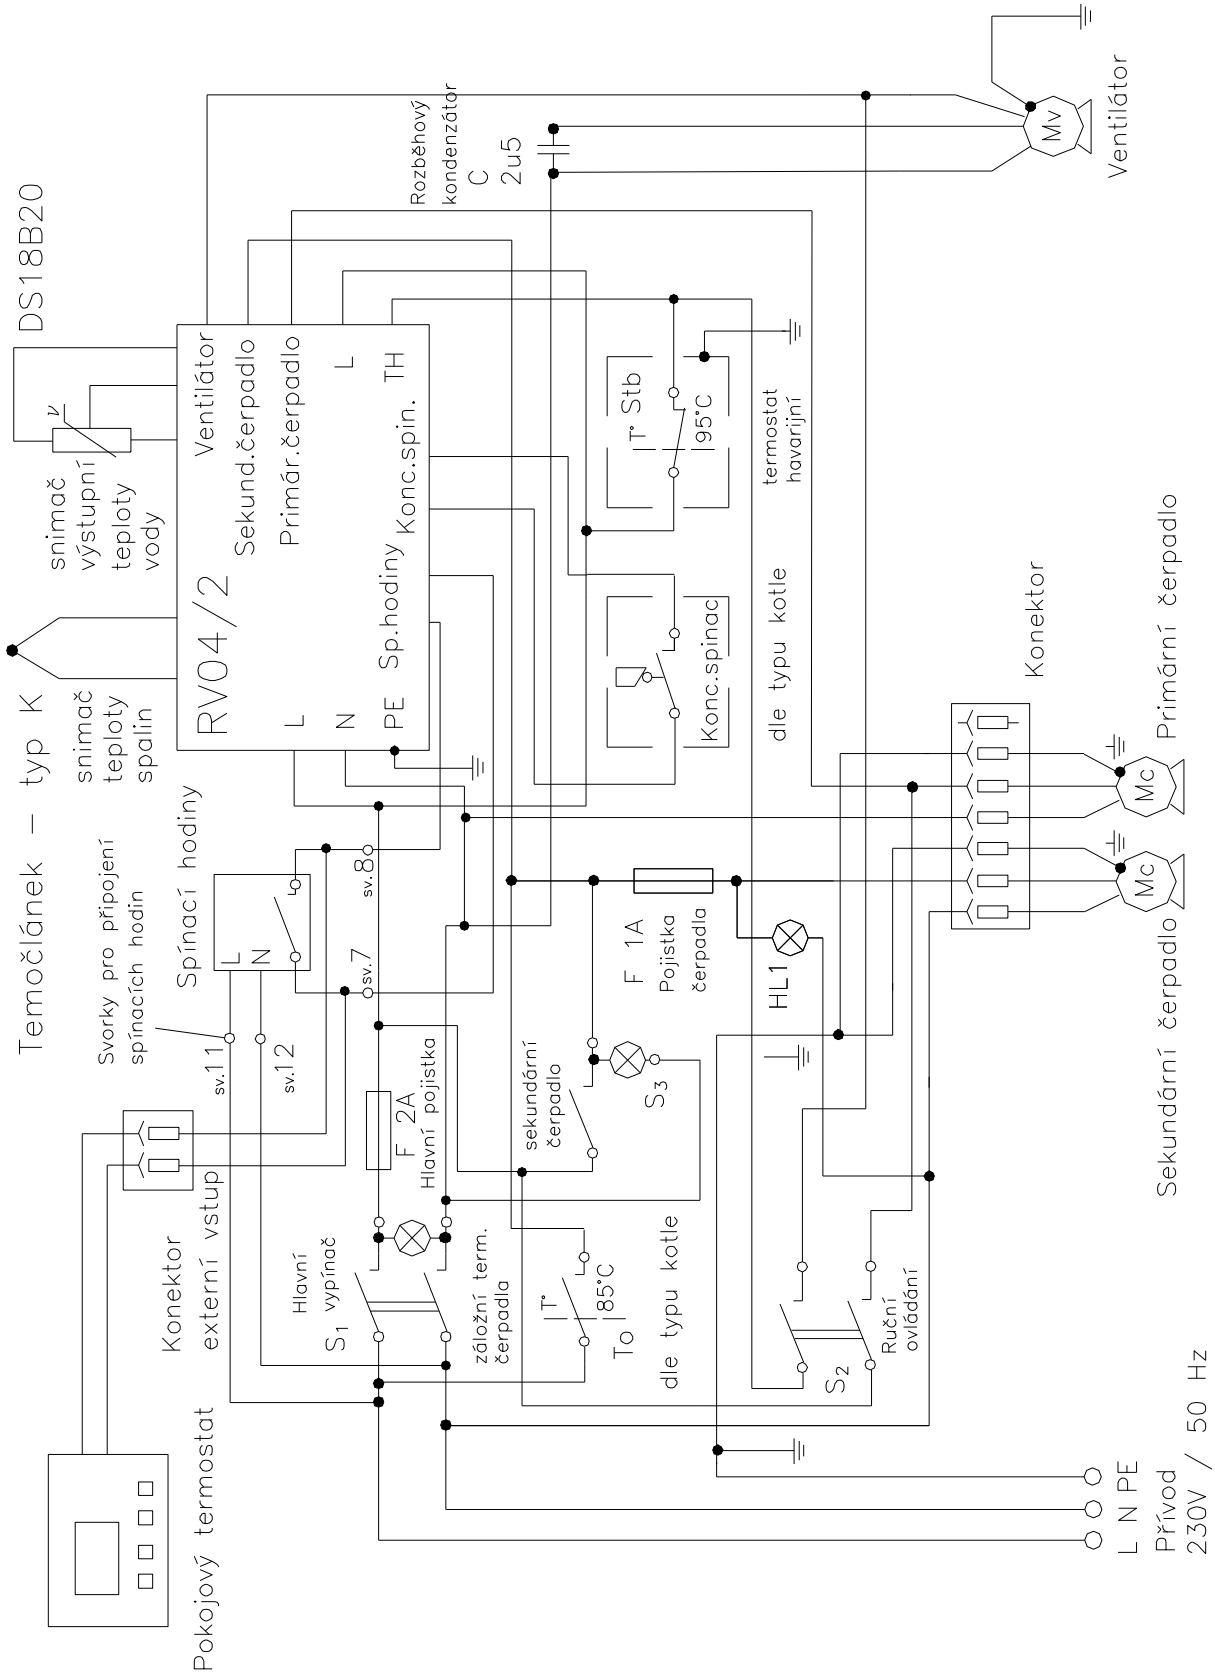 DS18B20
Temočlánek – typ K
snimač
výstupní
teploty
vody
snimač
teploty
spalin
RV04/2
Ventilátor
Sekund.čerpadlo
Primár.čerpadlo
L
TH
Konc.spin.
Sp.hodiny
L
N
PE
Spínací hodiny
L
N
Svorky pro připojení
spínacích hodin
sv.11
sv.12
sv.7
sv.8
Konektor
externí vstup
Pokojový termostat
Hlavní
vypínač
S1
F 2A
Hlavní pojistka
záložní term.
čerpadla
T°
85°C
To
dle typu kotle
sekundární
čerpadlo
S3
F 1A
Pojistka
čerpadla
HL1
S2
Ruční
ovládání
Konc.spinac
dle typu kotle
T° Stb
95°C
termostat
havarijní
Rozběhový
kondenzátor
C
2u5
Mv
Ventilátor
Konektor
Mc
Primární čerpadlo
Mc
Sekundární čerpadlo
L N PE
Přívod
230V / 50 Hz